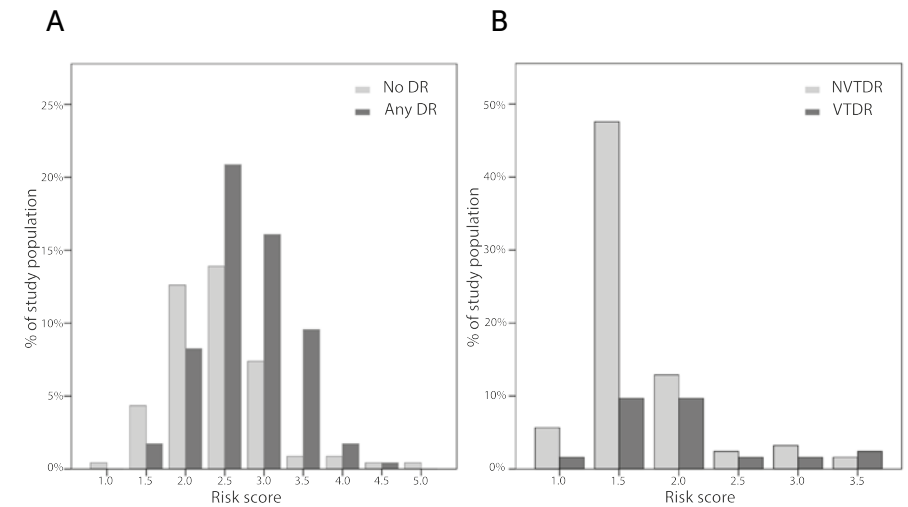 A
No DR
Any DR
25%
20%
15%
10%
5%
0%
% of study population
1.0 1.5 2.0 2.5 3.0 3.5 4.0 4.5 5.0
Risk score
B
NVTDR
VTDR
50%
40%
30%
20%
10%
0%
% of study population
1.0 1.5 2.0 2.5 3.0 3.5
Risk score